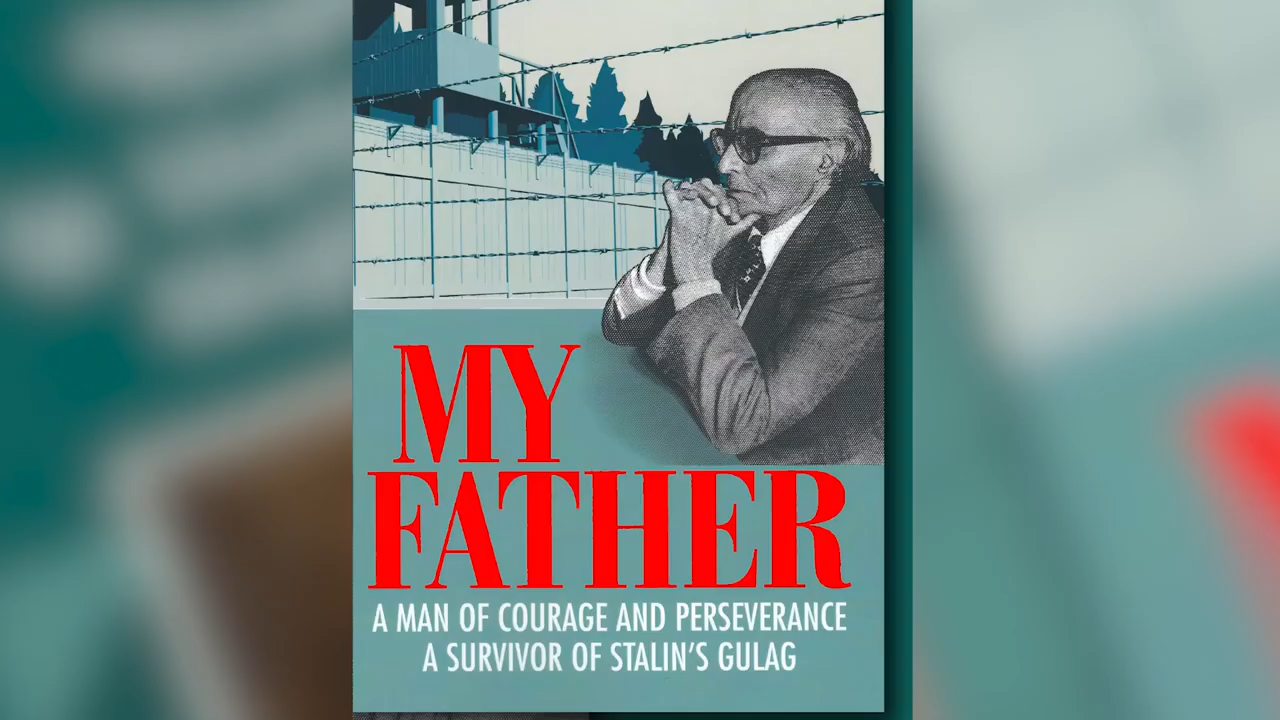 MY
FATHER
A MAN OF COURAGE AND PERSEVERANCE
A SURVIVOR OF STALIN'S GULAG